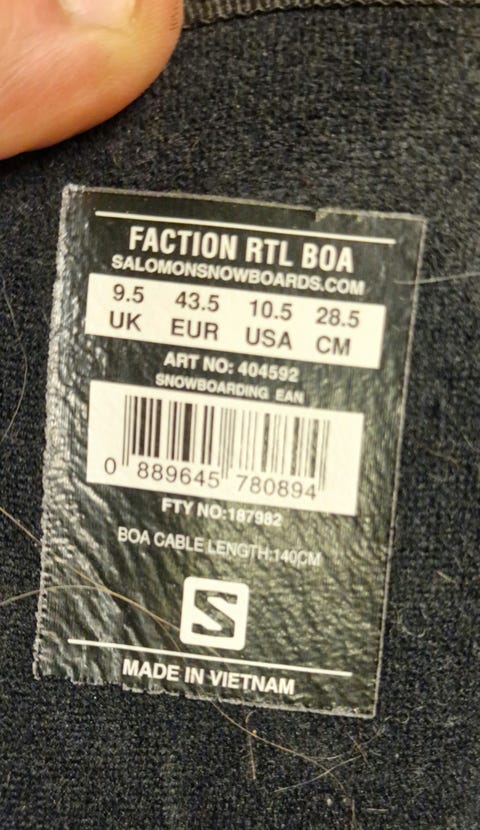 FACTION RTL BOA
SALOMONSNOWBOARDS.COM
9.5 43.5 10.5 28.5
UK EUR USA CM
ART NO: 404592
SNOWBOARDING EAN
0 889645 780894
FTY NO:187982
BOA CABLE LENGTH:140CM
S
MADE IN VIETNAM